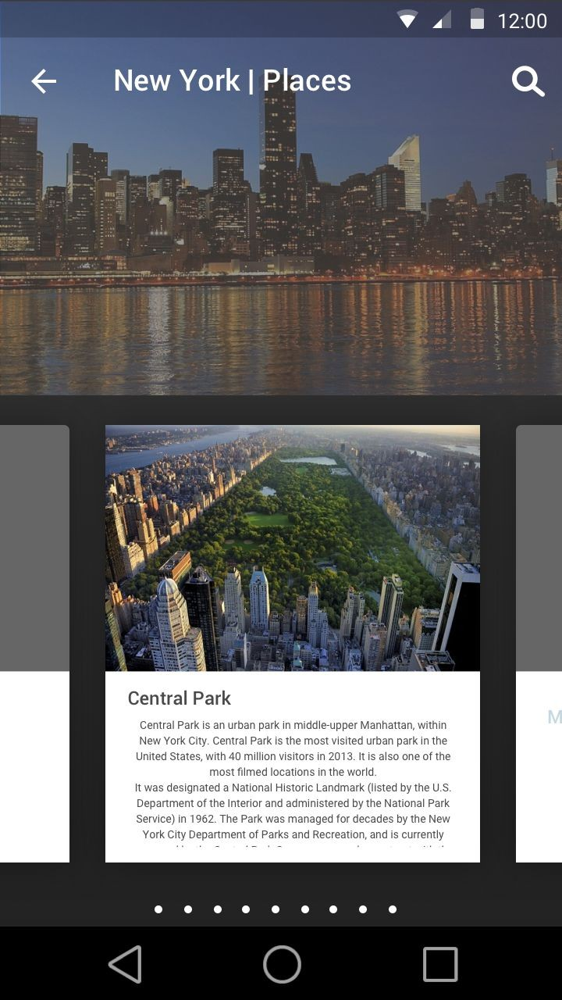 12:00
New York | Places
Central Park
Central Park is an urban park in middle-upper Manhattan, within
New York City. Central Park is the most visited urban park in the
United States, with 40 million visitors in 2013. It is also one of the
most filmed locations in the world.
It was designated a National Historic Landmark (listed by the U.S.
Department of the Interior and administered by the National Park
Service) in 1962. The Park was managed for decades by the New
York City Department of Parks and Recreation, and is currently
M